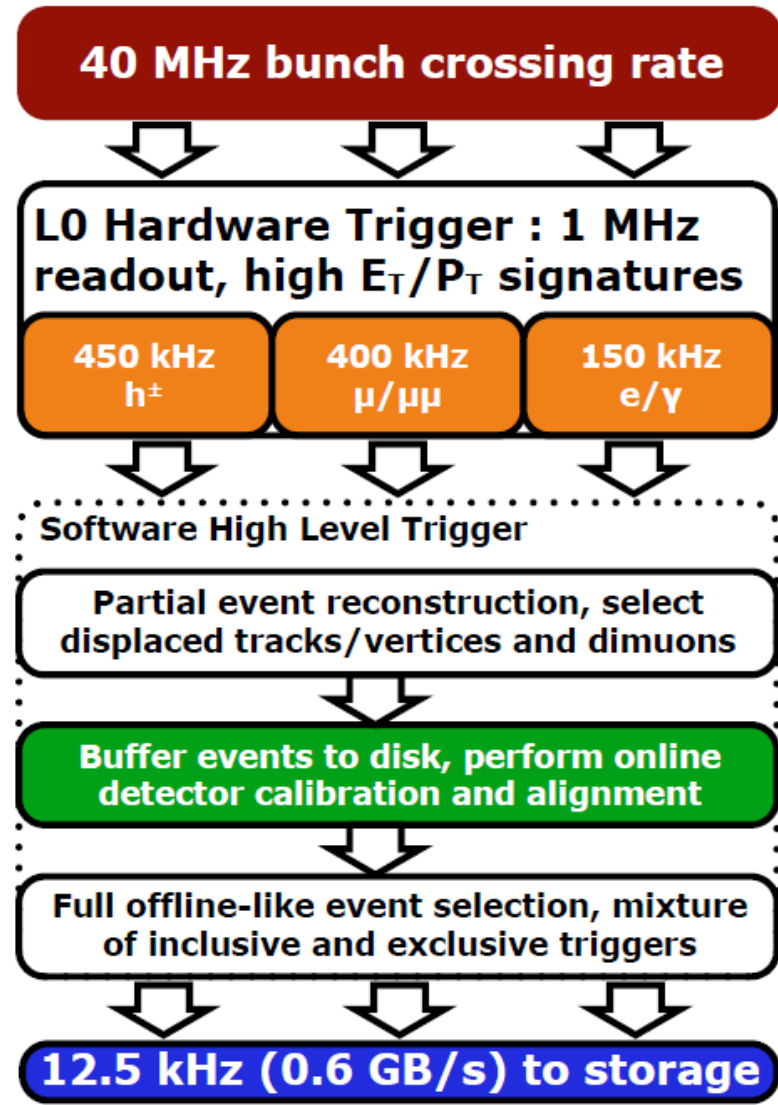 40 MHz bunch crossing rate
L0 Hardware Trigger : 1 MHz
readout, high E_T/P_T signatures
450 kHz
h±
400 kHz
μ/μμ
150 kHz
e/γ
Software High Level Trigger
Partial event reconstruction, select
displaced tracks/vertices and dimuons
Buffer events to disk, perform online
detector calibration and alignment
Full offline-like event selection, mixture
of inclusive and exclusive triggers
12.5 kHz (0.6 GB/s) to storage